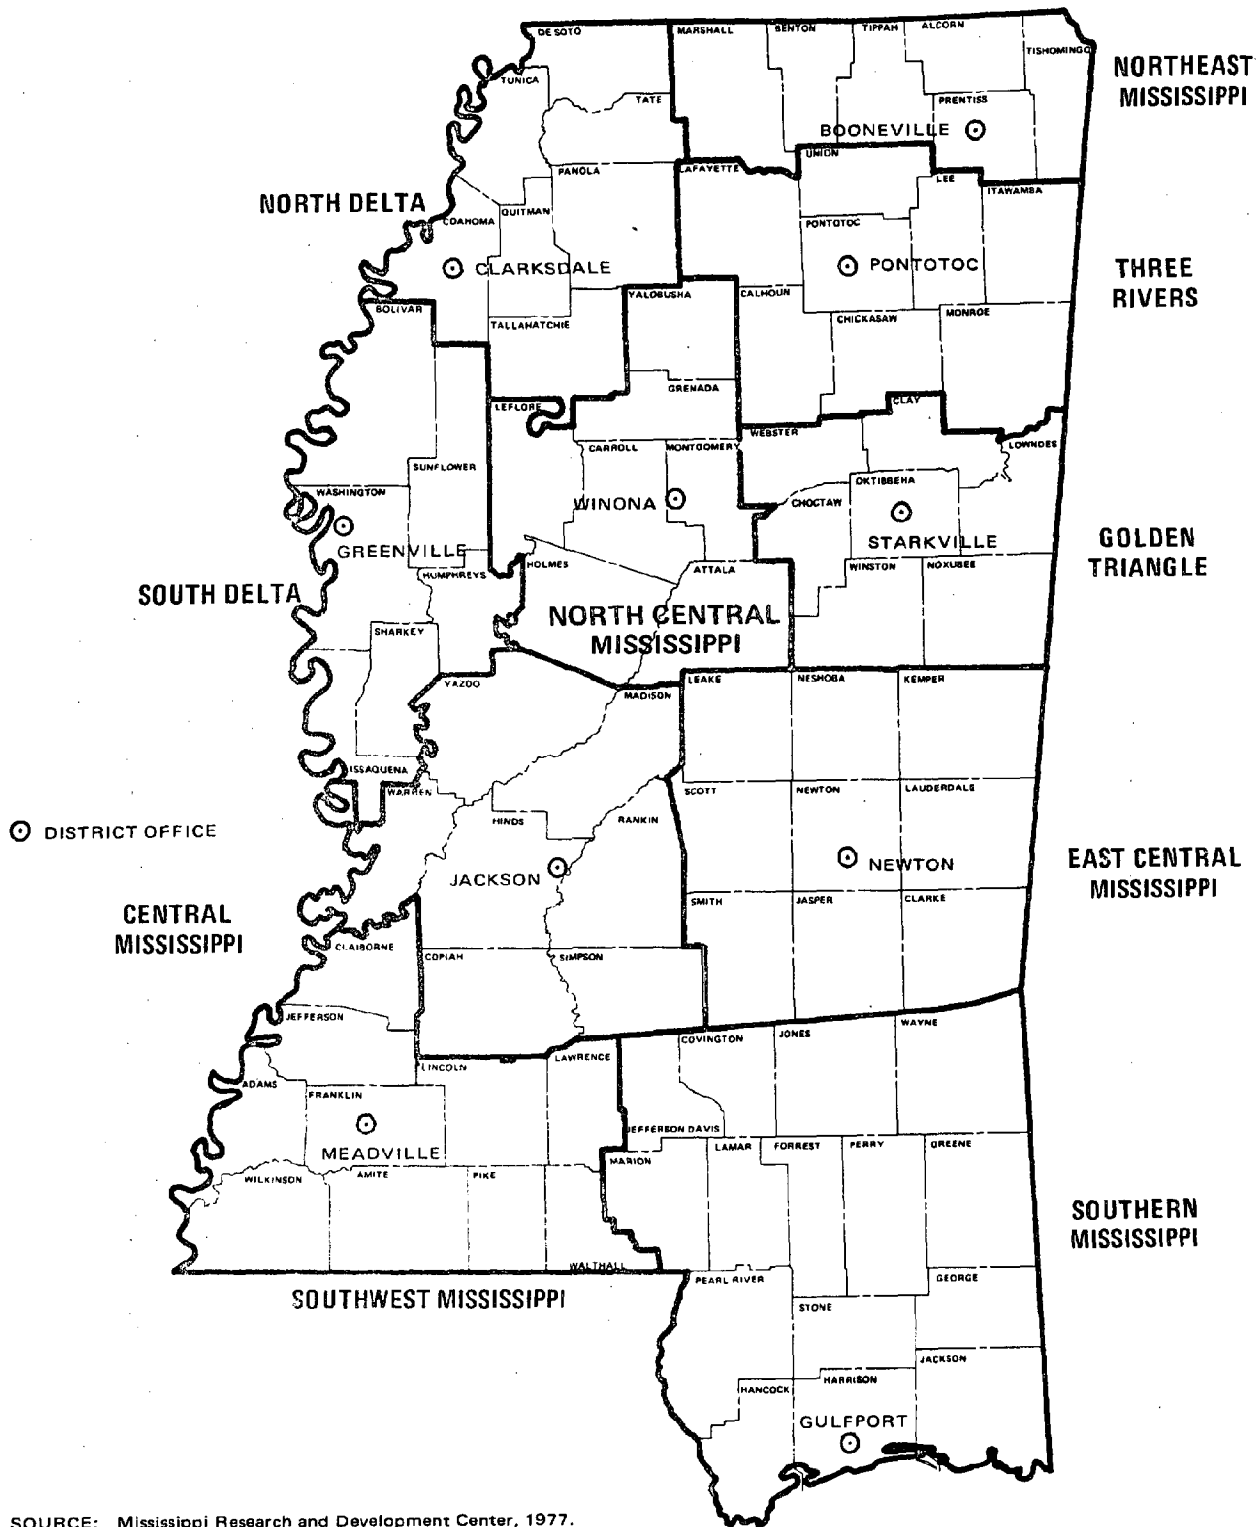 DE SOTO
MARSHALL
BENTON
TIPPAH
ALCORN
TISHOMINGO
NORTHEAST
MISSISSIPPI
TUNICA
TATE
PRENTISS
BOONEVILLE
UNION
PANOLA
LAFAYETTE
LEE
ITAWAMBA
NORTH DELTA
COAHOMA
QUITMAN
PONTOTOC
CLARKSDALE
PONTOTOC
THREE
RIVERS
BOLIVAR
YALOBUSHA
CALHOUN
CHICKASAW
MONROE
TALLAHATCHIE
GRENADA
LEFLORE
CLAY
WEBSTER
LOWNDES
CARROLL
MONTGOMERY
SUNFLOWER
WASHINGTON
OKTIBBEHA
CHOCTAW
WINONA
STARKVILLE
GREENVILLE
GOLDEN
TRIANGLE
HUMPHREYS
HOLMES
ATTALA
WINSTON
NOXUBEE
SOUTH DELTA
NORTH CENTRAL
MISSISSIPPI
SHARKEY
YAZOO
MADISON
LEAKE
NESHOBA
KEMPER
ISSAQUENA
WARREN
SCOTT
NEWTON
LAUDERDALE
HINDS
RANKIN
DISTRICT OFFICE
JACKSON
NEWTON
EAST CENTRAL
MISSISSIPPI
SMITH
JASPER
CLARKE
CENTRAL
MISSISSIPPI
CLAIBORNE
COPIAH
SIMPSON
JEFFERSON
WAYNE
COVINGTON
JONES
LAWRENCE
LINCOLN
ADAMS
FRANKLIN
JEFFERSON DAVIS
MEADVILLE
MARION
LAMAR
FORREST
PERRY
GREENE
WILKINSON
AMITE
PIKE
SOUTHERN
MISSISSIPPI
WALTHALL
PEARL RIVER
GEORGE
SOUTHWEST MISSISSIPPI
STONE
JACKSON
HANCOCK
HARRISON
GULFPORT
SOURCE: Mississippi Research and Development Center, 1977.